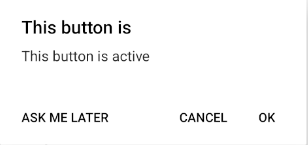 This button is
This button is active
ASK ME LATER CANCEL OK